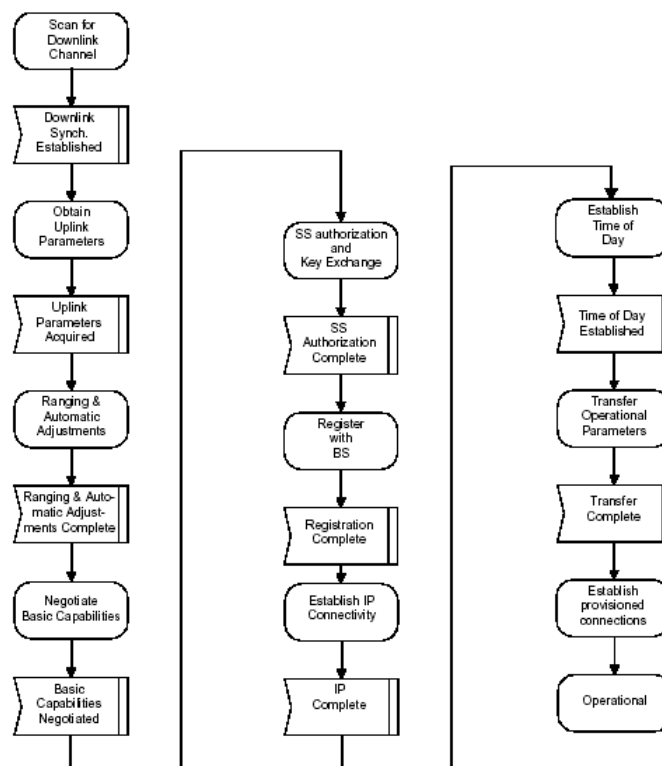 Scan for
Downlink
Channel
Downlink
Synch.
Established
Obtain
Uplink
Parameters
Uplink
Parameters
Acquired
Ranging &
Automatic
Adjustments
Ranging & Auto-
matic Adjust-
ments Complete
Negotiate
Basic Capabilities
Basic
Capabilities
Negotiated
SS authorization
and
Key Exchange
SS
Authorization
Complete
Register
with
BS
Registration
Complete
Establish IP
Connectivity
IP
Complete
Establish
Time of
Day
Time of Day
Established
Transfer
Operational
Parameters
Transfer
Complete
Establish
provisioned
connections
Operational